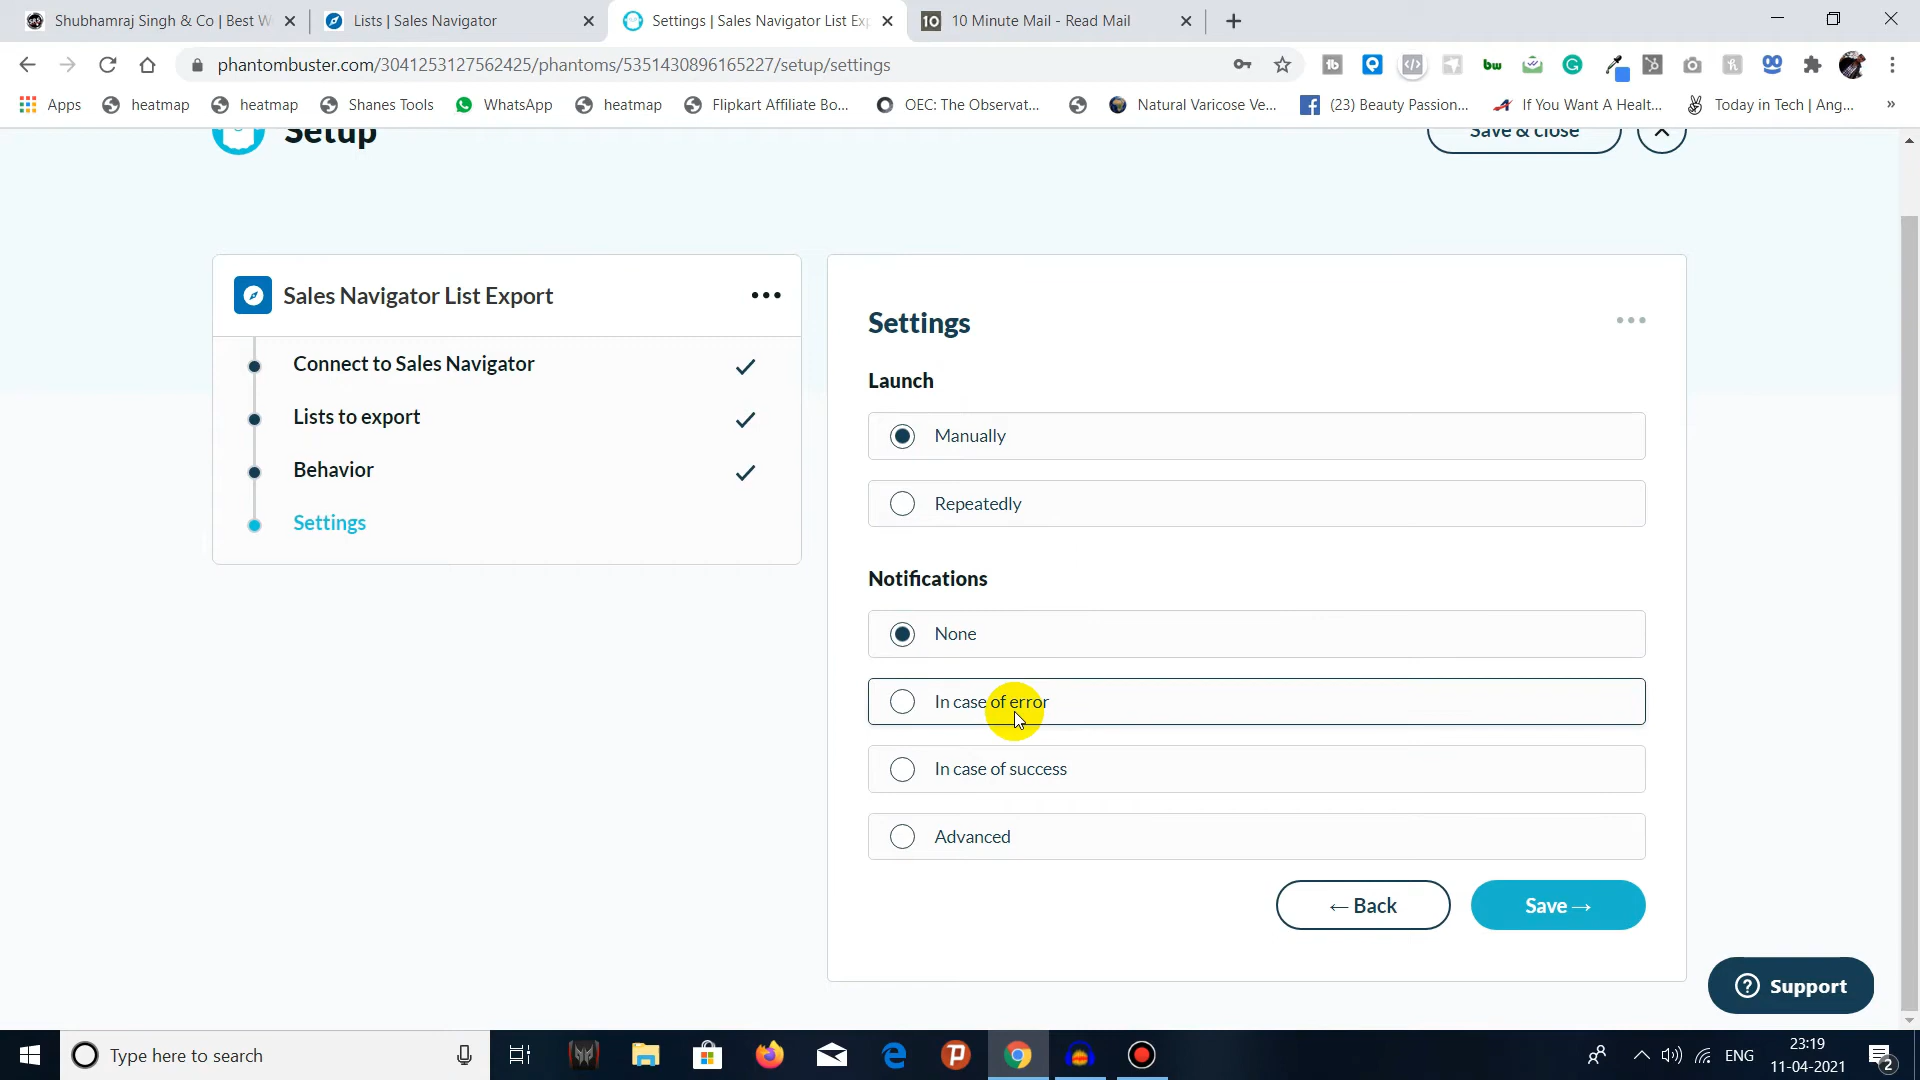 Shubhamraj Singh & Co | Best W
Lists | Sales Navigator
Settings | Sales Navigator List Exp
10
10 Minute Mail - Read Mail
phantombuster.com/3041253127562425/phantoms/5351430896165227/setup/settings
bw
Apps
heatmap
heatmap
Shanes Tools
WhatsApp
heatmap
Flipkart Affiliate Bo...
OEC: The Observat...
Natural Varicose Ve...
(23) Beauty Passion...
If You Want A Healt...
Today in Tech | Ang...
»
Setup
Save & close
Sales Navigator List Export
Connect to Sales Navigator
Lists to export
Behavior
Settings
Settings
Launch
Manually
Repeatedly
Notifications
None
In case of error
In case of success
Advanced
← Back
Save →
? Support
Type here to search
ENG
23:19
11-04-2021
2